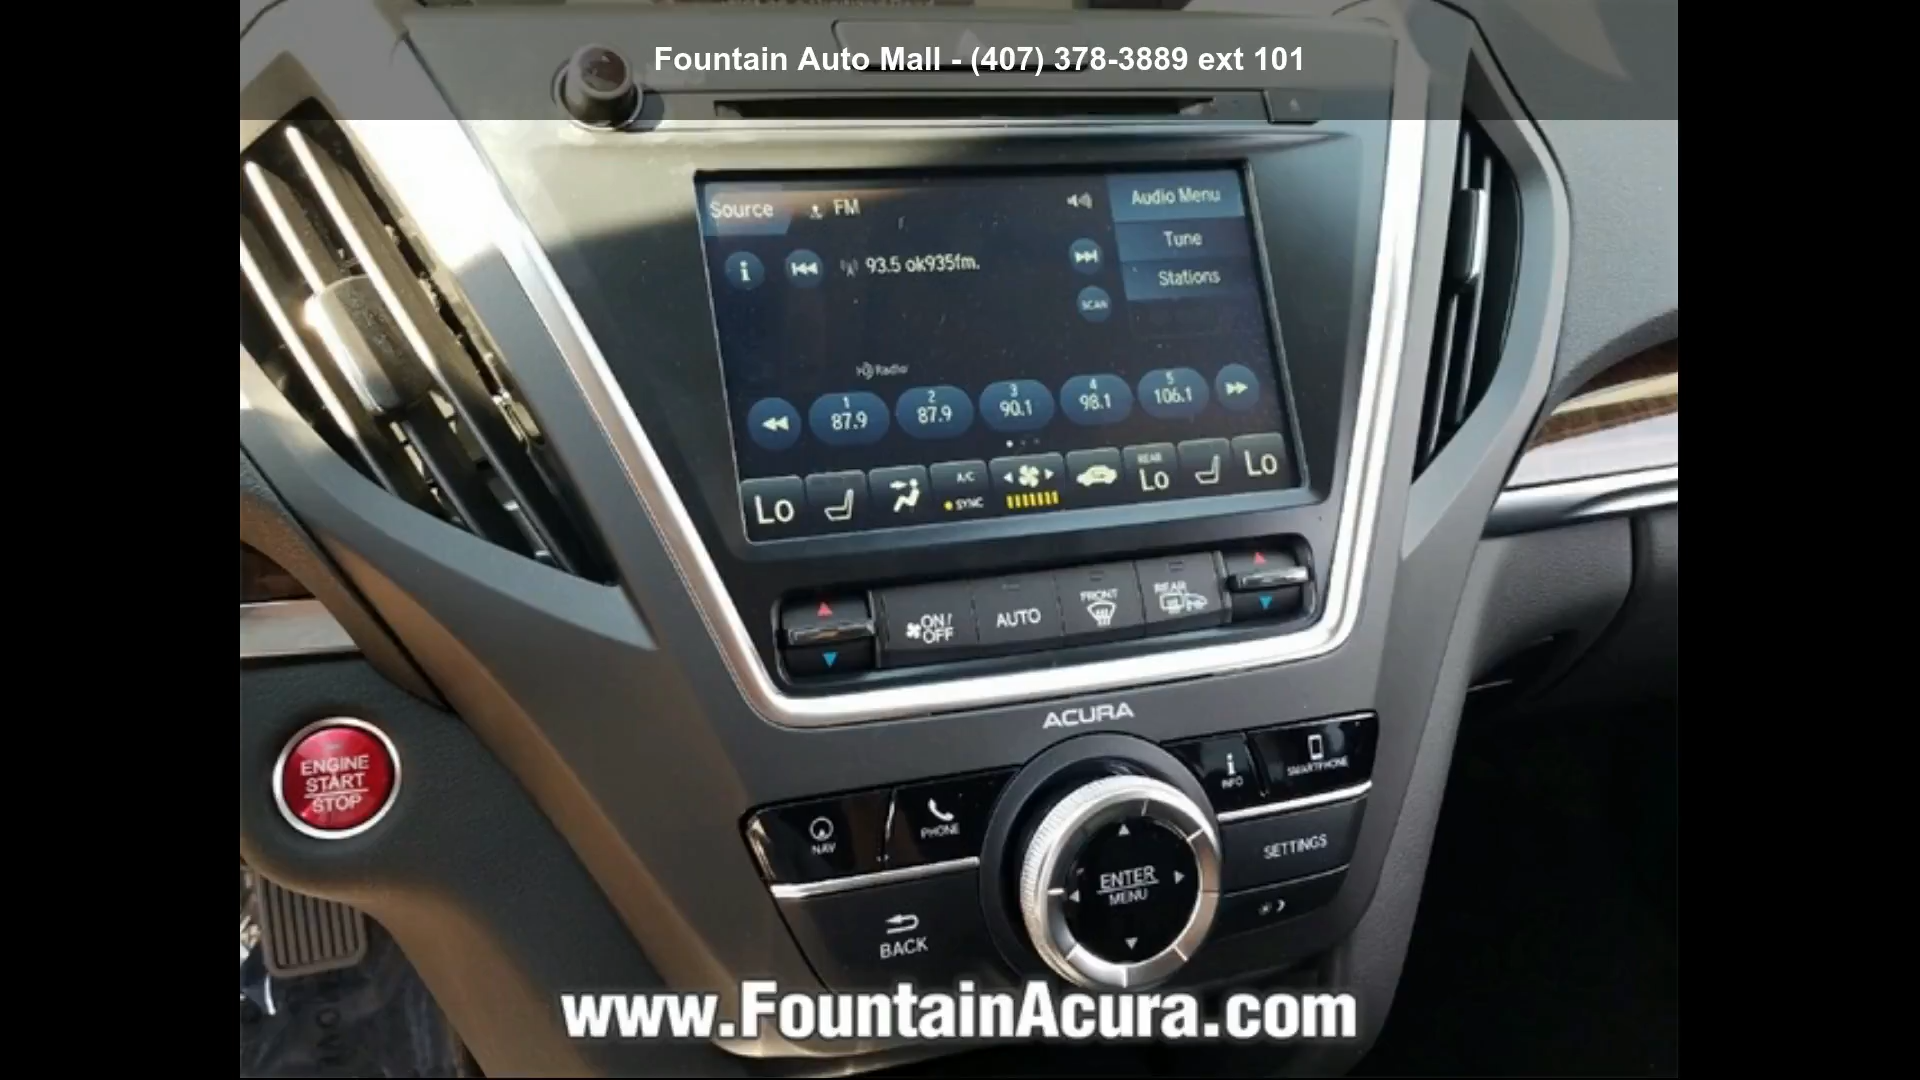 Fountain Auto Mall - (407) 378-3889 ext 101
Source FM Audio Menu
Tune
i 93.5 ok935fm. Stations
SCAN
HD Radio
1 2 3 4 5
87.9 87.9 90.1 98.1 106.1
Lo A/C REAR Lo Lo
SYNC
ON/OFF AUTO FRONT REAR
ACURA
ENGINE
START
STOP
NAV PHONE i INFO SMARTPHONE
SETTINGS
ENTER
MENU
BACK
www.FountainAcura.com